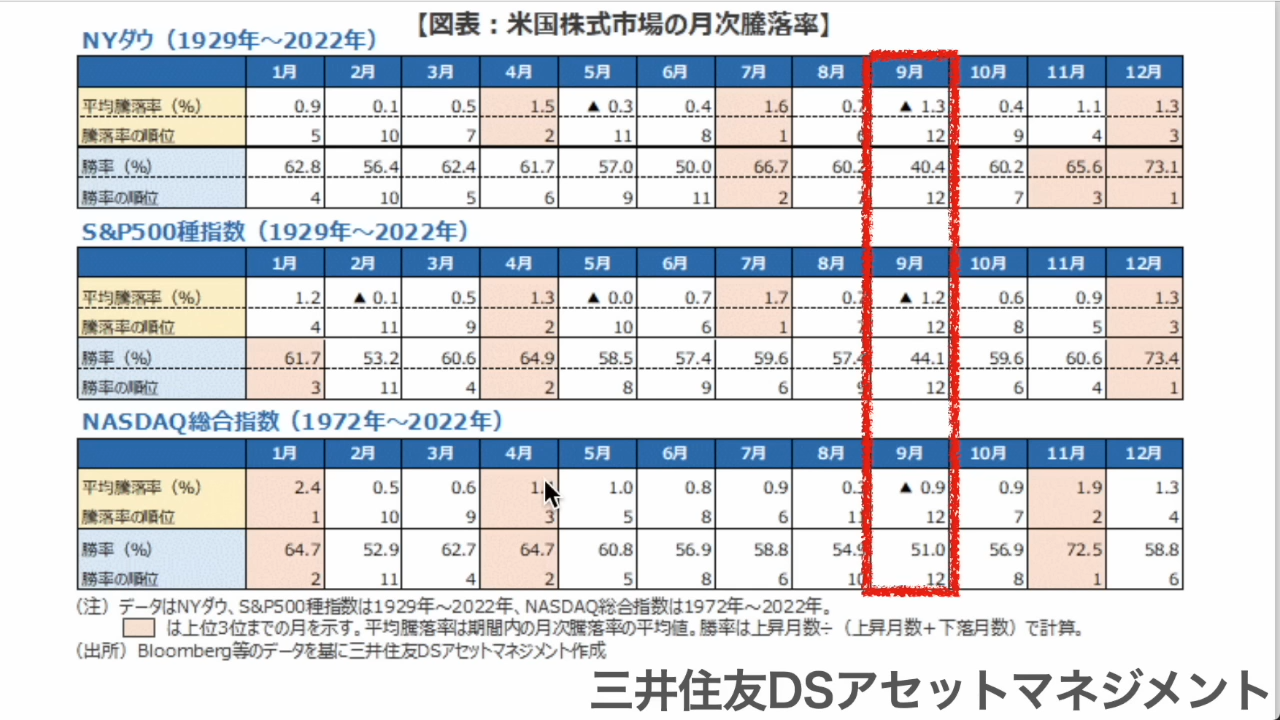 【図表：米国株式市場の月次騰落率】
NYダウ（1929年～2022年）
1月 2月 3月 4月 5月 6月 7月 8月 9月 10月 11月 12月
平均騰落率（%） 0.9 0.1 0.5 1.5 ▲ 0.3 0.4 1.6 ▲ 1.3 0.4 1.1 1.3
騰落率の順位 5 10 7 2 11 8 1 12 9 4 3
勝率（%） 62.8 56.4 62.4 61.7 57.0 50.0 66.7 60.2 40.4 60.2 65.6 73.1
勝率の順位 4 10 5 6 9 11 2 7 12 7 3 1
S&P500種指数（1929年～2022年）
1月 2月 3月 4月 5月 6月 7月 8月 9月 10月 11月 12月
平均騰落率（%） 1.2 ▲ 0.1 0.5 1.3 ▲ 0.0 0.7 1.7 ▲ 1.2 0.6 0.9 1.3
騰落率の順位 4 11 9 2 10 6 1 7 12 8 5 3
勝率（%） 61.7 53.2 60.6 64.9 58.5 57.4 59.6 57.4 44.1 59.6 60.6 73.4
勝率の順位 3 11 4 2 8 9 6 9 12 6 4 1
NASDAQ総合指数（1972年～2022年）
1月 2月 3月 4月 5月 6月 7月 8月 9月 10月 11月 12月
平均騰落率（%） 2.4 0.5 0.6 1.0 0.8 0.9 ▲ 0.9 0.9 1.9 1.3
騰落率の順位 1 10 9 3 5 8 6 11 12 7 2 4
勝率（%） 64.7 52.9 62.7 64.7 60.8 56.9 58.8 54.9 51.0 56.9 72.5 58.8
勝率の順位 2 11 4 2 5 8 6 10 12 8 1 6
（注）データはNYダウ、S&P500種指数は1929年～2022年、NASDAQ総合指数は1972年～2022年。
は上位3位までの月を示す。平均騰落率は期間内の月次騰落率の平均値。勝率は上昇月数÷（上昇月数＋下落月数）で計算。
（出所）Bloomberg等のデータを基に三井住友DSアセットマネジメント作成
三井住友DSアセットマネジメント